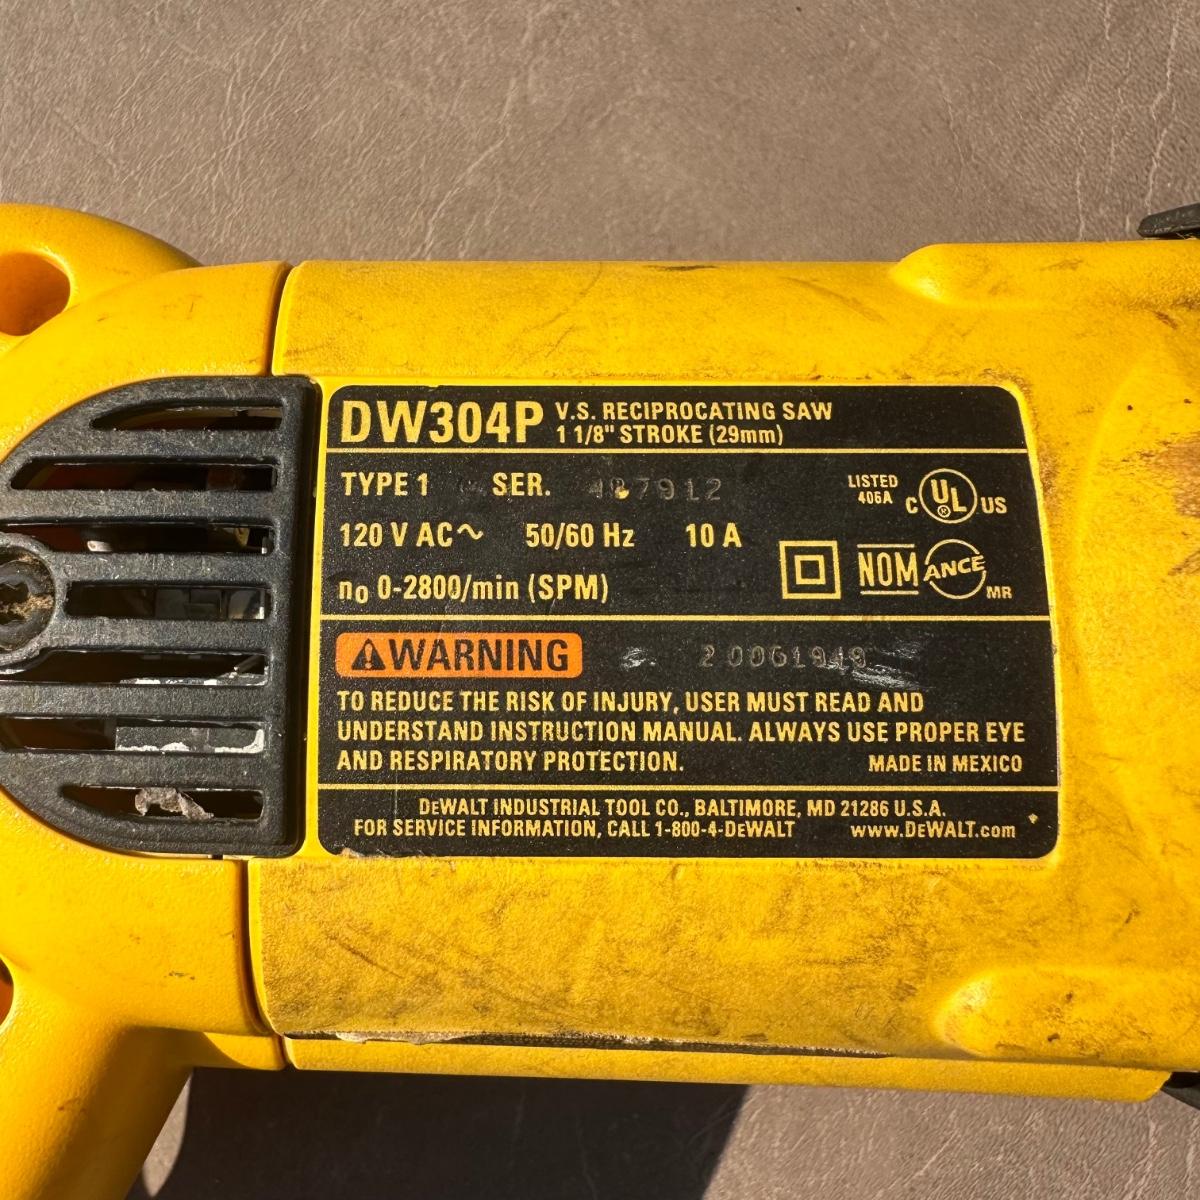 DW304P V.S. RECIPROCATING SAW
1 1/8" STROKE (29mm)
TYPE 1 SER. 487912
LISTED
406A
C UL ® US
120 V AC~ 50/60 Hz 10 A
NOM ANCE MR
no 0-2800/min (SPM)
⚠WARNING
TO REDUCE THE RISK OF INJURY, USER MUST READ AND
UNDERSTAND INSTRUCTION MANUAL. ALWAYS USE PROPER EYE
AND RESPIRATORY PROTECTION. MADE IN MEXICO
DEWALT INDUSTRIAL TOOL CO., BALTIMORE, MD 21286 U.S.A.
FOR SERVICE INFORMATION, CALL 1-800-4-DEWALT www.DEWALT.com